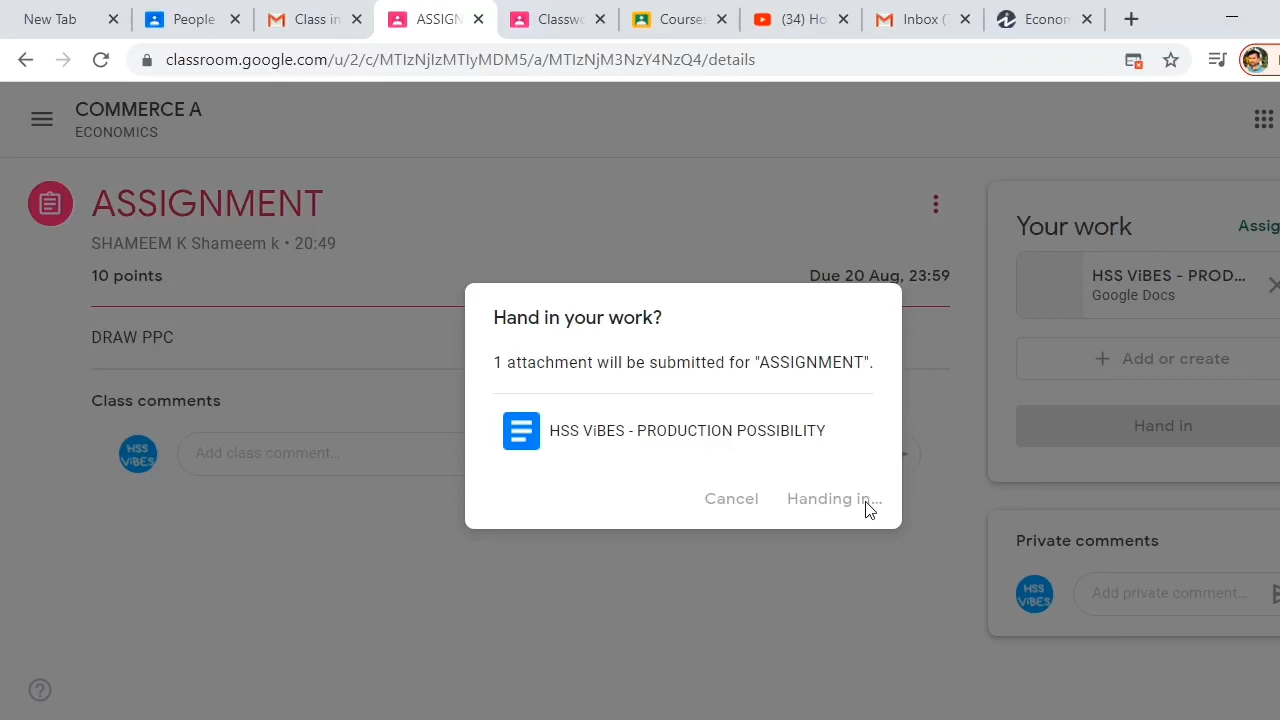 New Tab
People
Class in
ASSIGN
Classwo
Course
(34) Ho
Inbox (
Econom
classroom.google.com/u/2/c/MTIzNjIzMTIyMDM5/a/MTIzNjM3NzY4NzQ4/details
COMMERCE A
ECONOMICS
ASSIGNMENT
SHAMEEM K Shameem k • 20:49
10 points
Due 20 Aug, 23:59
DRAW PPC
Class comments
HSS ViBES
Add class comment...
Hand in your work?
1 attachment will be submitted for "ASSIGNMENT".
HSS ViBES - PRODUCTION POSSIBILITY
Cancel
Handing in...
Your work
Assig
HSS ViBES - PROD...
Google Docs
Add or create
Hand in
Private comments
HSS ViBES
Add private comment...